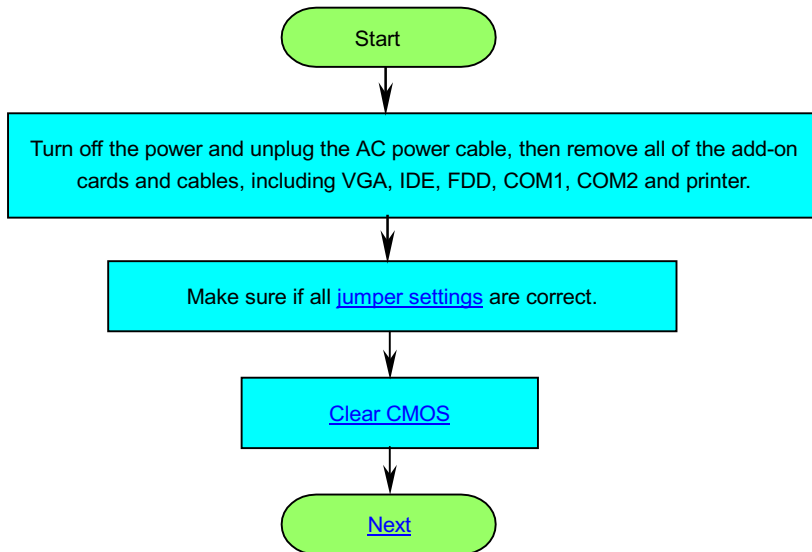 Start
Turn off the power and unplug the AC power cable, then remove all of the add-on
cards and cables, including VGA, IDE, FDD, COM1, COM2 and printer.
Make sure if all jumper settings are correct.
Clear CMOS
Next